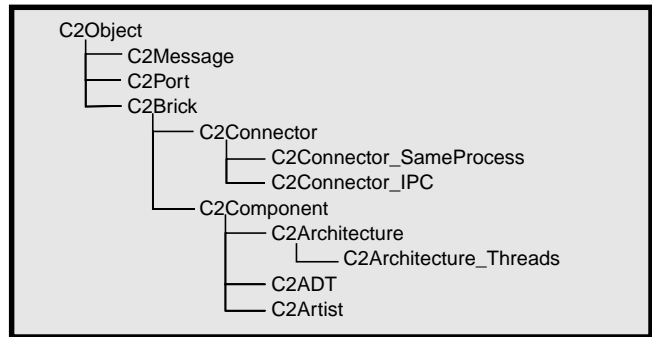 C2Object
C2Message
C2Port
C2Brick
C2Connector
C2Connector_SameProcess
C2Connector_IPC
C2Component
C2Architecture
C2Architecture_Threads
C2ADT
C2Artist